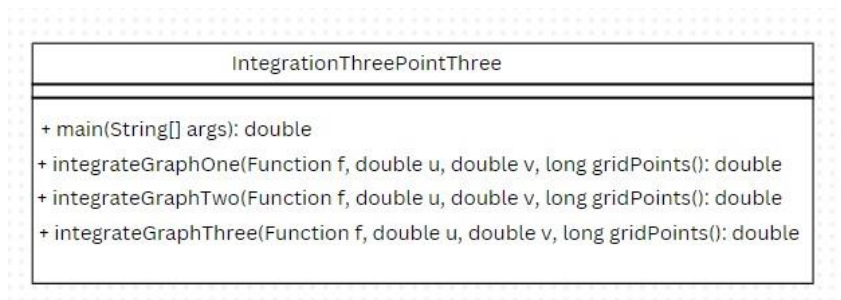 IntegrationThreePointThree
+ main(String[] args): double
+ integrateGraphOne(Function f, double u, double v, long gridPoints(): double
+ integrateGraphTwo(Function f, double u, double v, long gridPoints(): double
+ integrateGraphThree(Function f, double u, double v, long gridPoints(): double